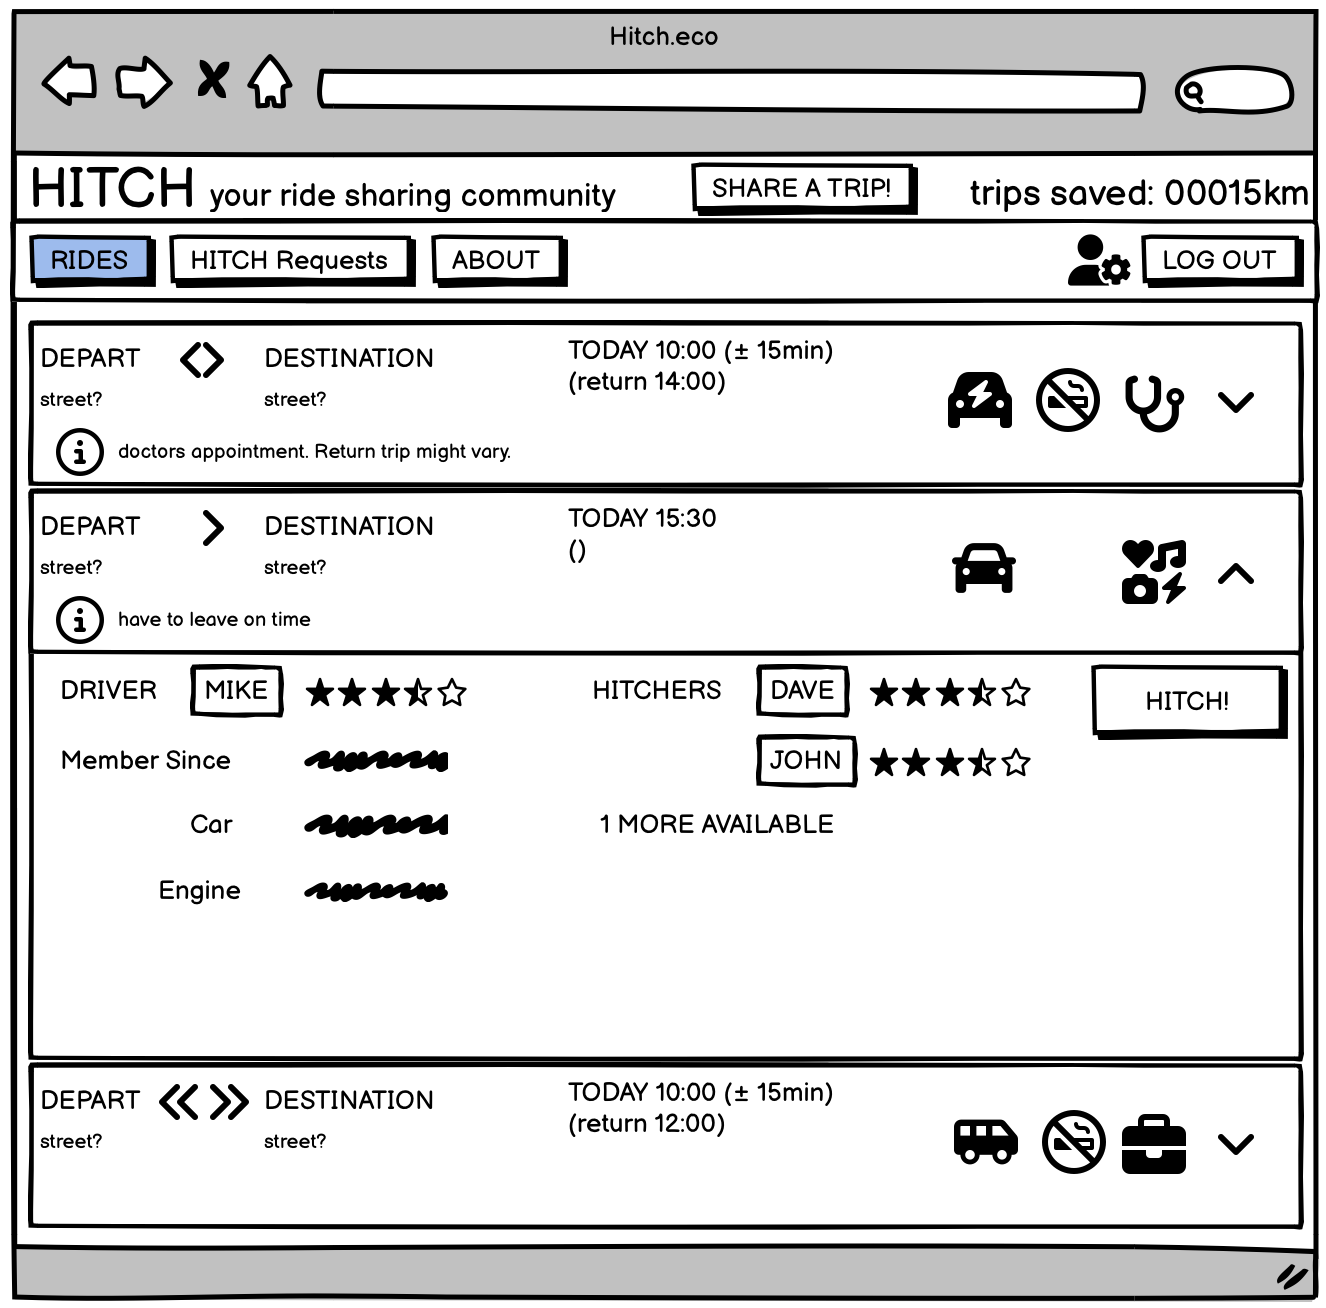 Hitch.eco
HITCH your ride sharing community
SHARE A TRIP!
trips saved: 00015km
RIDES
HITCH Requests
ABOUT
LOG OUT
DEPART
DESTINATION
TODAY 10:00 (± 15min)
(return 14:00)
street?
street?
doctors appointment. Return trip might vary.
DEPART
DESTINATION
TODAY 15:30
()
street?
street?
have to leave on time
DRIVER
MIKE
HITCHERS
DAVE
HITCH!
Member Since
JOHN
Car
1 MORE AVAILABLE
Engine
DEPART
DESTINATION
TODAY 10:00 (± 15min)
(return 12:00)
street?
street?